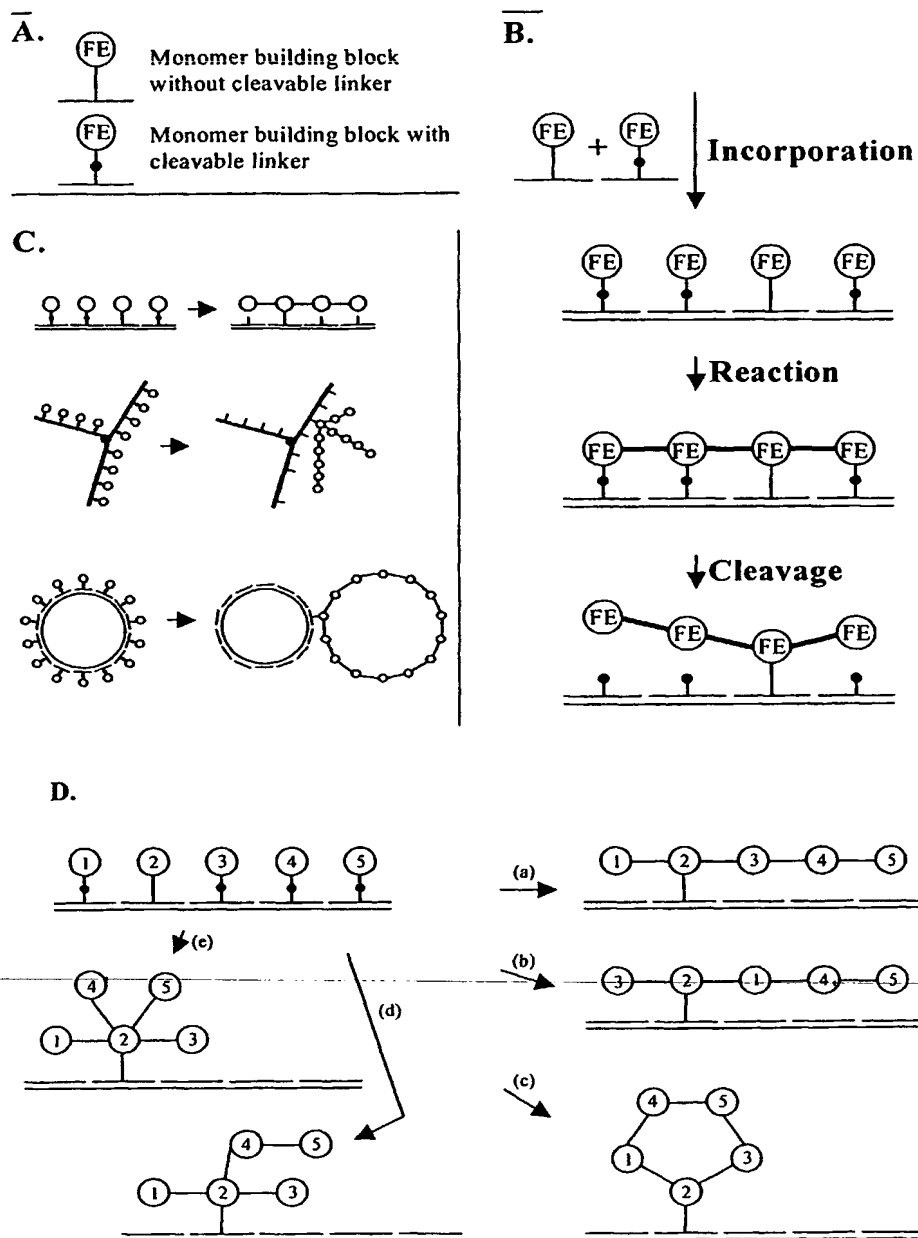 A.
FE
Monomer building block
without cleavable linker
FE
Monomer building block with
cleavable linker
B.
FE + FE
Incorporation
FE FE FE FE
Reaction
FE FE FE FE
Cleavage
FE FE FE FE
C.
D.
1 2 3 4 5
(a)
1 2 3 4 5
(e)
(b)
4 5
3 2 1 4 5
(d)
1 2 3
(c)
4 5
4 5
1 3
1 2 3
2